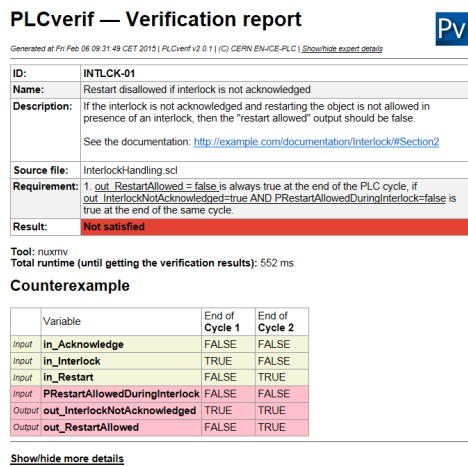 PLCverif — Verification report
Pv
Generated at Fri Feb 06 09:31:49 CET 2015 | PLCverif v2.0.1 | (C) CERN EN-ICE-PLC | Show/hide expert details
ID: INTLCK-01
Name: Restart disallowed if interlock is not acknowledged
Description: If the interlock is not acknowledged and restarting the object is not allowed in
presence of an interlock, then the "restart allowed" output should be false.
See the documentation: http://example.com/documentation/Interlock/#Section2
Source file: InterlockHandling.scl
Requirement: 1. out_RestartAllowed = false is always true at the end of the PLC cycle, if
out_InterlockNotAcknowledged=true AND PRestartAllowedDuringInterlock=false is
true at the end of the same cycle.
Result: Not satisfied
Tool: nuxmv
Total runtime (until getting the verification results): 552 ms
Counterexample
Variable End of Cycle 1 End of Cycle 2
Input in_Acknowledge FALSE FALSE
Input in_Interlock TRUE TRUE
Input in_Restart FALSE TRUE
Input PRestartAllowedDuringInterlock FALSE FALSE
Output out_InterlockNotAcknowledged TRUE TRUE
Output out_RestartAllowed FALSE TRUE
Show/hide more details